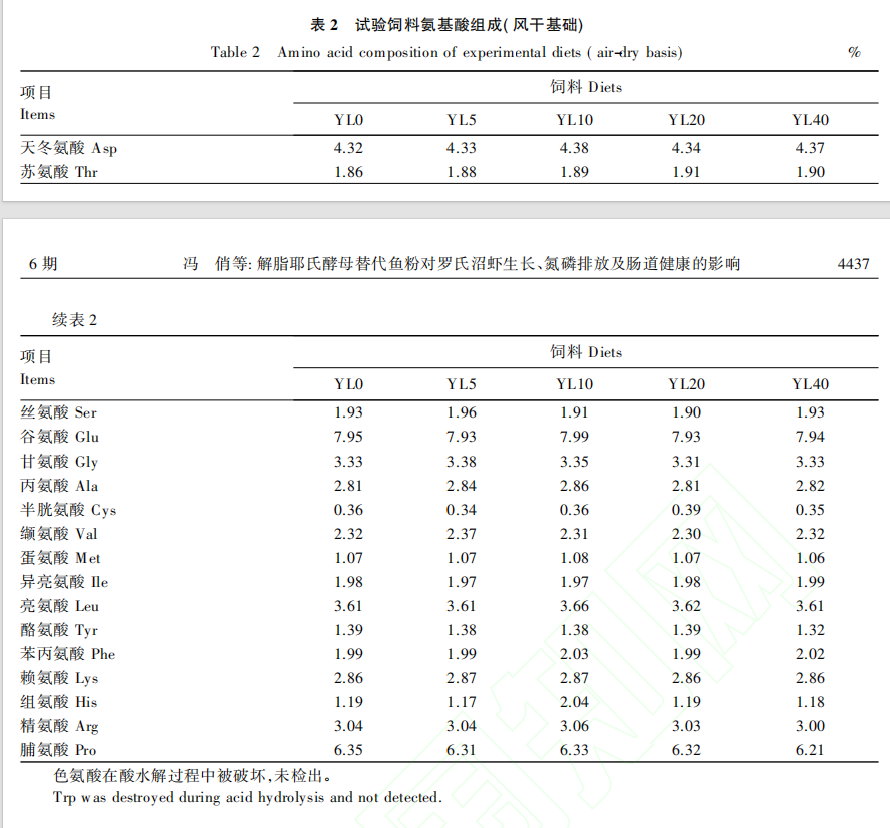 表 2 试验饲料氨基酸组成(风干基础)
Table 2 Amino acid composition of experimental diets (air-dry basis) %
项目 饲料 Diets
Items YL0 YL5 YL10 YL20 YL40
天冬氨酸 Asp 4.32 4.33 4.38 4.34 4.37
苏氨酸 Thr 1.86 1.88 1.89 1.91 1.90
6 期 冯 俏等: 解脂耶氏酵母替代鱼粉对罗氏沼虾生长、氮磷排放及肠道健康的影响 4437
续表 2
项目 饲料 Diets
Items YL0 YL5 YL10 YL20 YL40
丝氨酸 Ser 1.93 1.96 1.91 1.90 1.93
谷氨酸 Glu 7.95 7.93 7.99 7.93 7.94
甘氨酸 Gly 3.33 3.38 3.35 3.31 3.33
丙氨酸 Ala 2.81 2.84 2.86 2.81 2.82
半胱氨酸 Cys 0.36 0.34 0.36 0.39 0.35
缬氨酸 Val 2.32 2.37 2.31 2.30 2.32
蛋氨酸 Met 1.07 1.07 1.08 1.07 1.06
异亮氨酸 Ile 1.98 1.97 1.97 1.98 1.99
亮氨酸 Leu 3.61 3.61 3.66 3.62 3.61
酪氨酸 Tyr 1.39 1.38 1.38 1.39 1.32
苯丙氨酸 Phe 1.99 1.99 2.03 1.99 2.02
赖氨酸 Lys 2.86 2.87 2.87 2.86 2.86
组氨酸 His 1.19 1.17 2.04 1.19 1.18
精氨酸 Arg 3.04 3.04 3.06 3.03 3.00
脯氨酸 Pro 6.35 6.31 6.33 6.32 6.21
色氨酸在酸水解过程中被破坏,未检出。
Trp was destroyed during acid hydrolysis and not detected.